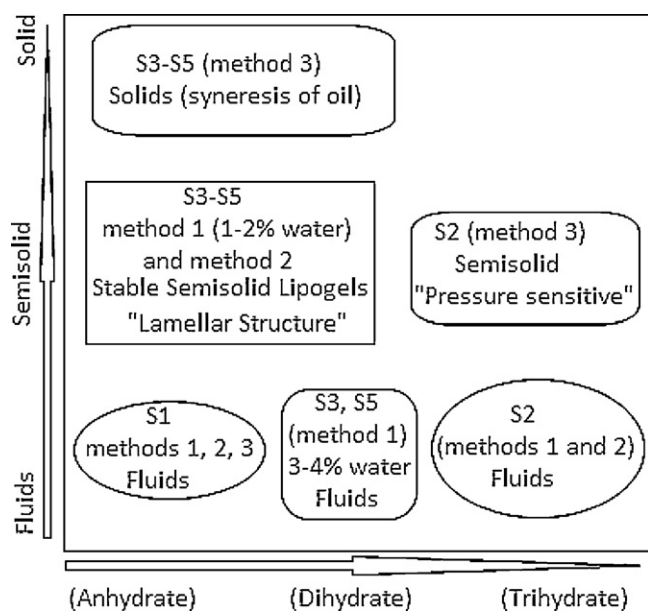 Solid
Semisolid
Fluids
S3-S5 (method 3)
Solids (syneresis of oil)
S3-S5
method 1 (1-2% water)
and method 2
Stable Semisolid Lipogels
"Lamellar Structure"
S2 (method 3)
Semisolid
"Pressure sensitive"
S1
methods 1, 2, 3
Fluids
S3, S5
(method 1)
3-4% water
Fluids
S2
(methods 1 and 2)
Fluids
(Anhydrate)
(Dihydrate)
(Trihydrate)